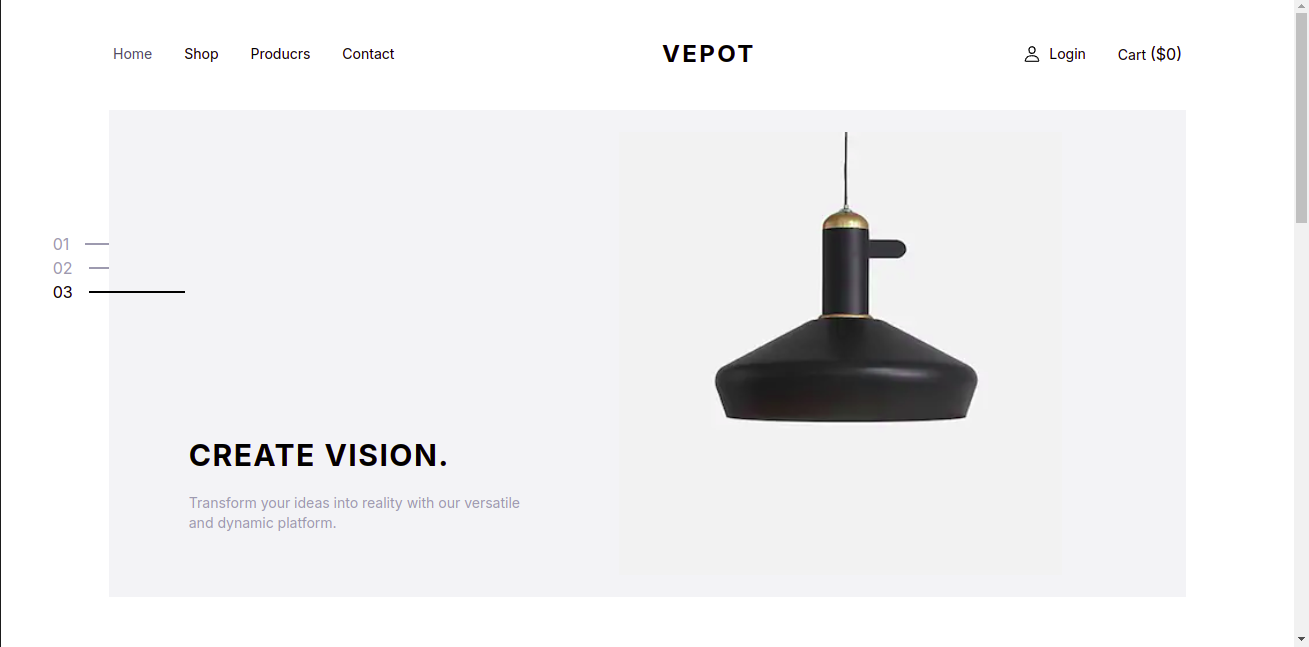 Home Shop Producrs Contact VEPOT Login Cart ($0)
01
02
03
CREATE VISION.
Transform your ideas into reality with our versatile
and dynamic platform.